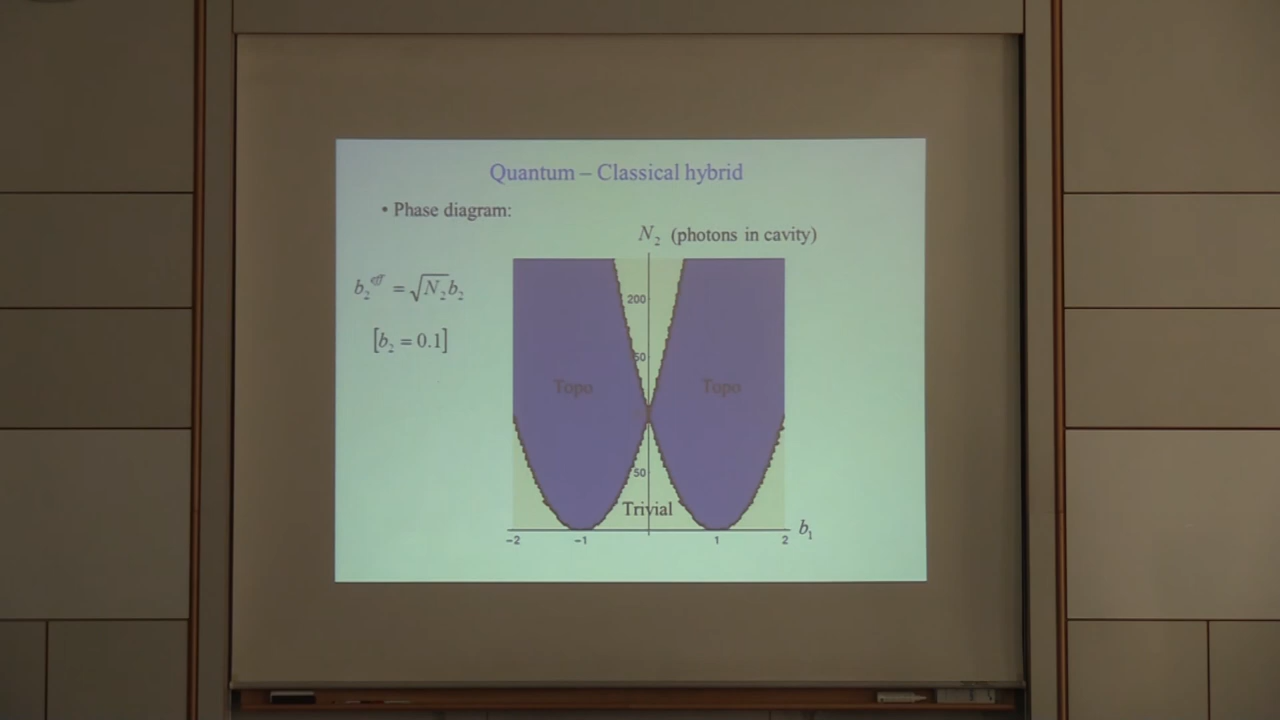 Quantum – Classical hybrid
• Phase diagram:
N₂ (photons in cavity)
b₂ᵉᶠᶠ = √N₂ b₂
[b₂ = 0.1]
200
50
Topo Topo
50
Trivial
b₁
−2 −1 1 2